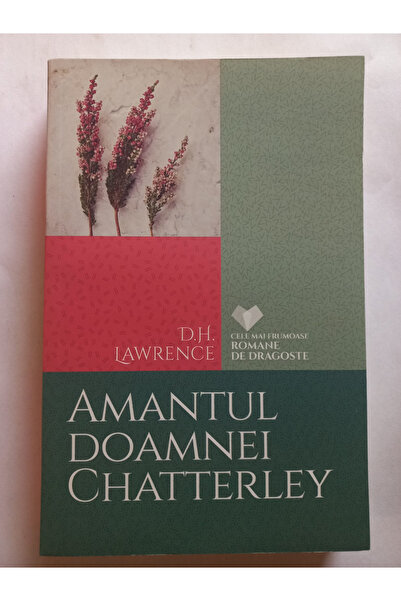 D.H.
LAWRENCE
CELE MAI FRUMOASE
ROMANE
DE DRAGOSTE
AMANTUL
DOAMNEI
CHATTERLEY